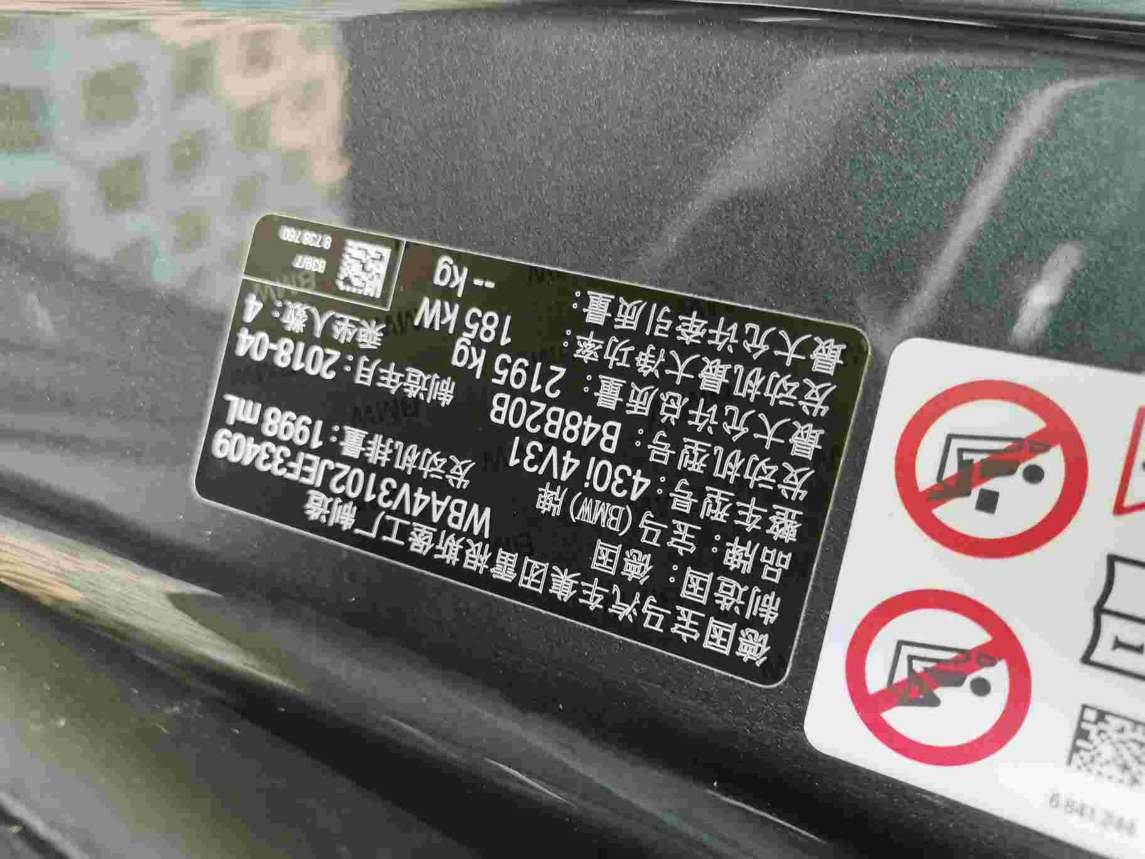 德国宝马汽车集团雷根斯堡工厂 制造
制造国：德国 WBA4V3102JEF33409
品牌：宝马(BMW)牌
整车型号：430i 4V31 发动机排量：1998 mL
发动机型号：B48B20B
最大允许总质量：2195 kg 制造年月：2018-04
发动机最大净功率：185 kW 乘坐人数：4
最大允许牵引质量：-- kg
BMW
6 841 244